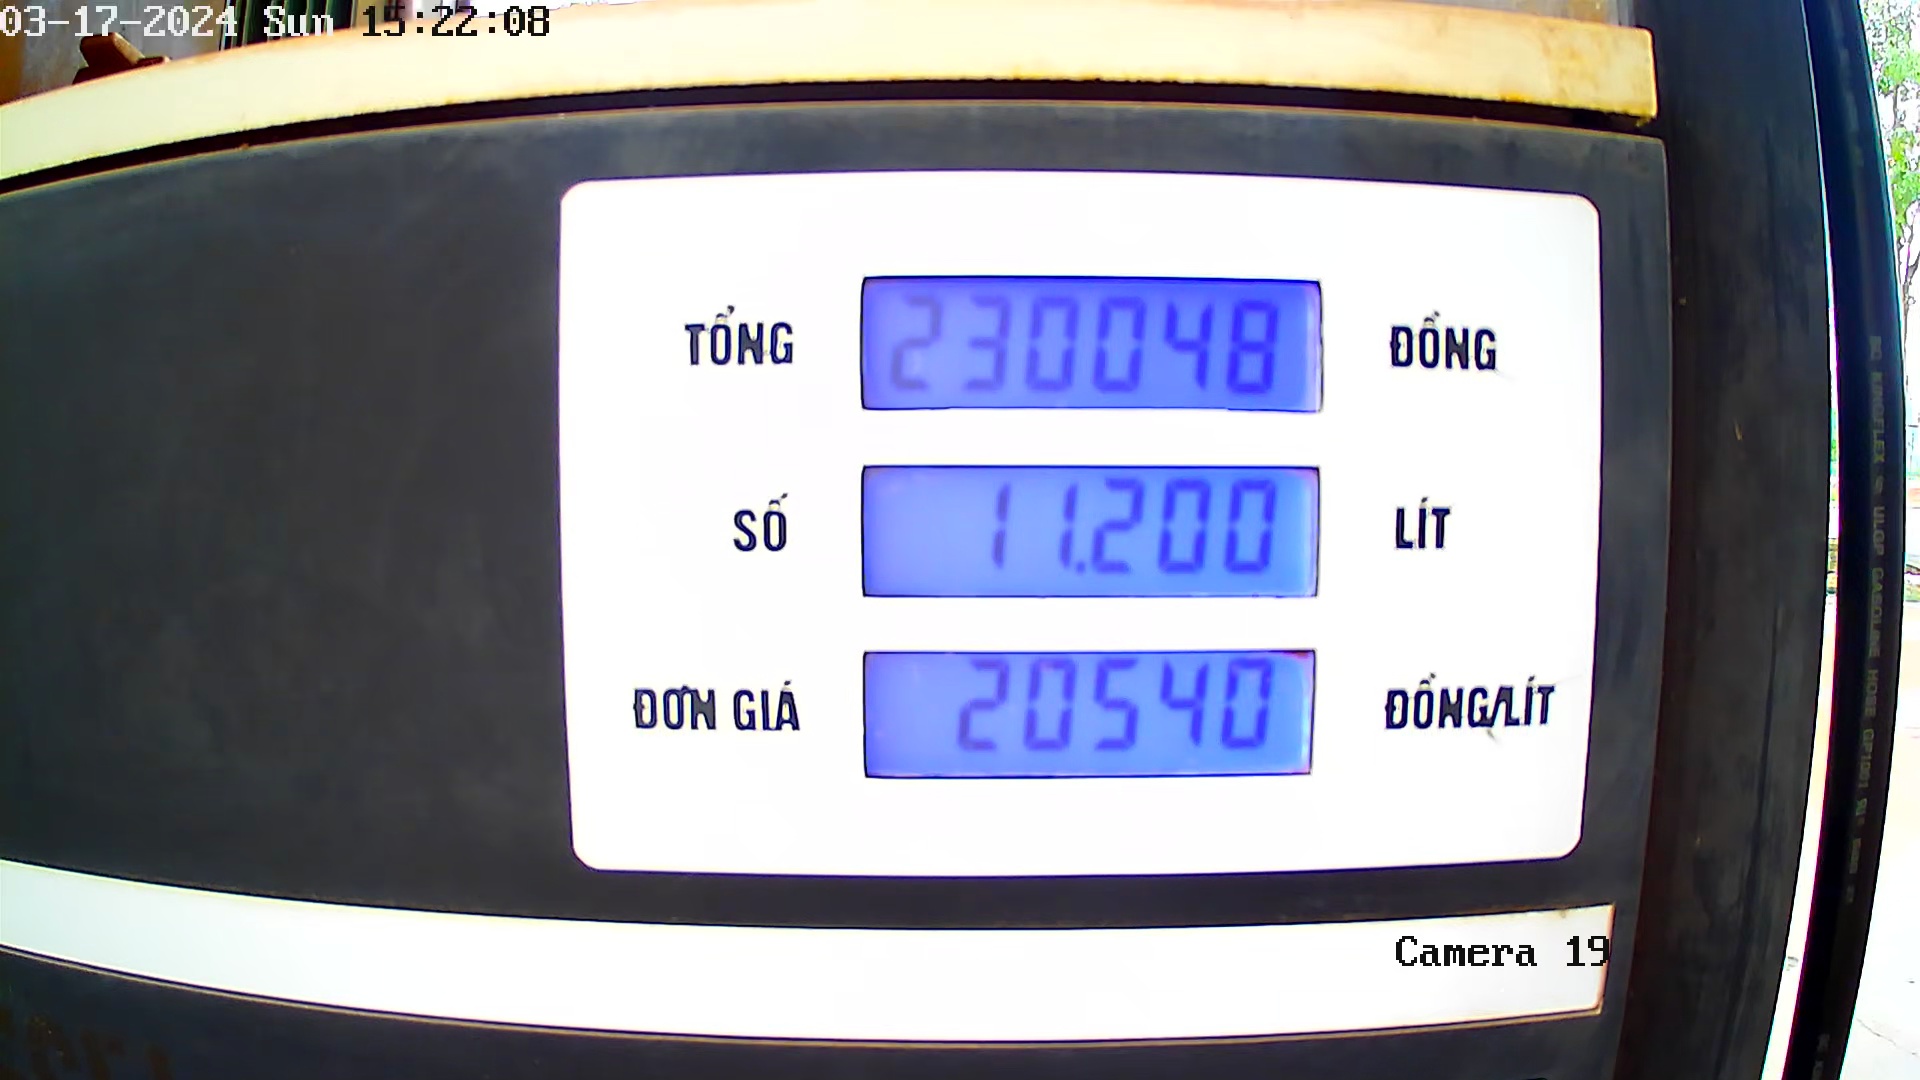 03-17-2024 Sun 15:22:08
TỔNG 230048 ĐỒNG
SỐ 11.200 LÍT
ĐƠN GIÁ 20540 ĐỒNG/LÍT
Camera 19